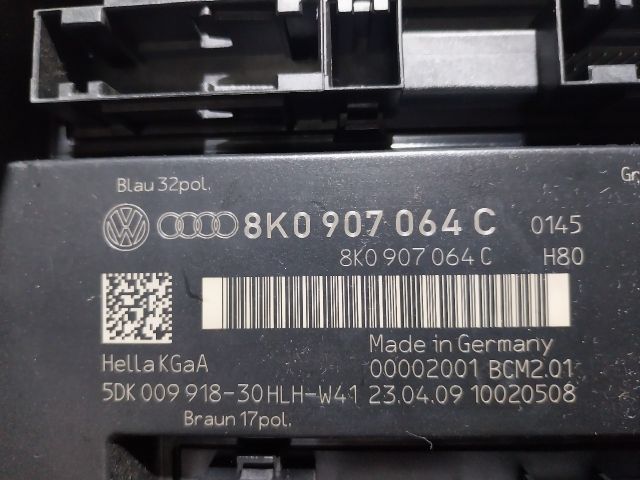 Blau 32pol.
Gr
8K0 907 064 C 0145
8K0 907 064 C H80
Made in Germany
Hella KGaA 00002001 BCM2.01
5DK 009 918-30 HLH-W41 23.04.09 10020508
Braun 17pol.